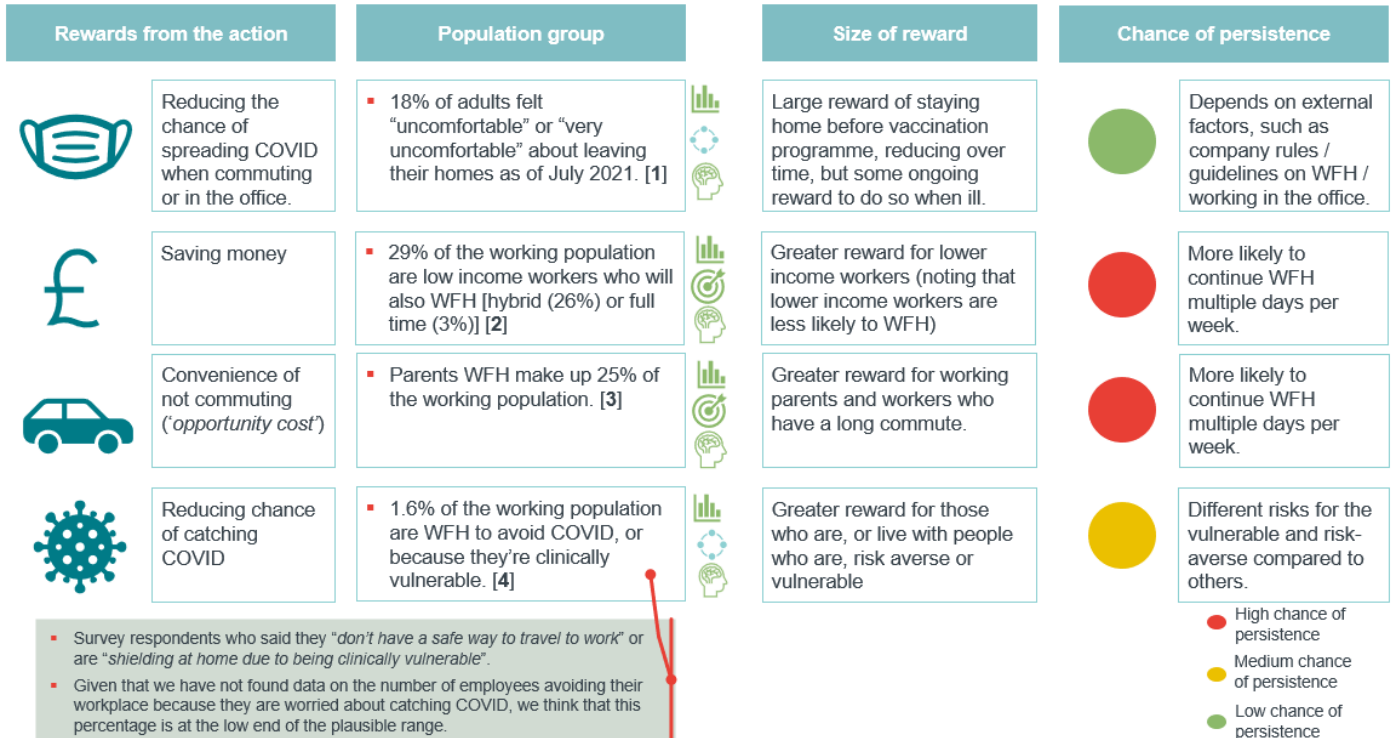 Rewards from the action
Population group
Size of reward
Chance of persistence
Reducing the
chance of
spreading COVID
when commuting
or in the office.
▪ 18% of adults felt
“uncomfortable” or “very
uncomfortable” about leaving
their homes as of July 2021. [1]
Large reward of staying
home before vaccination
programme, reducing over
time, but some ongoing
reward to do so when ill.
Depends on external
factors, such as
company rules /
guidelines on WFH /
working in the office.
£
Saving money
▪ 29% of the working population
are low income workers who will
also WFH [hybrid (26%) or full
time (3%)] [2]
Greater reward for lower
income workers (noting that
lower income workers are
less likely to WFH)
More likely to
continue WFH
multiple days per
week.
Convenience of
not commuting
(‘opportunity cost’)
▪ Parents WFH make up 25% of
the working population. [3]
Greater reward for working
parents and workers who
have a long commute.
More likely to
continue WFH
multiple days per
week.
Reducing chance
of catching
COVID
▪ 1.6% of the working population
are WFH to avoid COVID, or
because they’re clinically
vulnerable. [4]
Greater reward for those
who are, or live with people
who are, risk averse or
vulnerable
Different risks for the
vulnerable and risk-
averse compared to
others.
▪ Survey respondents who said they “don’t have a safe way to travel to work” or
are “shielding at home due to being clinically vulnerable”.
▪ Given that we have not found data on the number of employees avoiding their
workplace because they are worried about catching COVID, we think that this
percentage is at the low end of the plausible range.
High chance of
persistence
Medium chance
of persistence
Low chance of
persistence